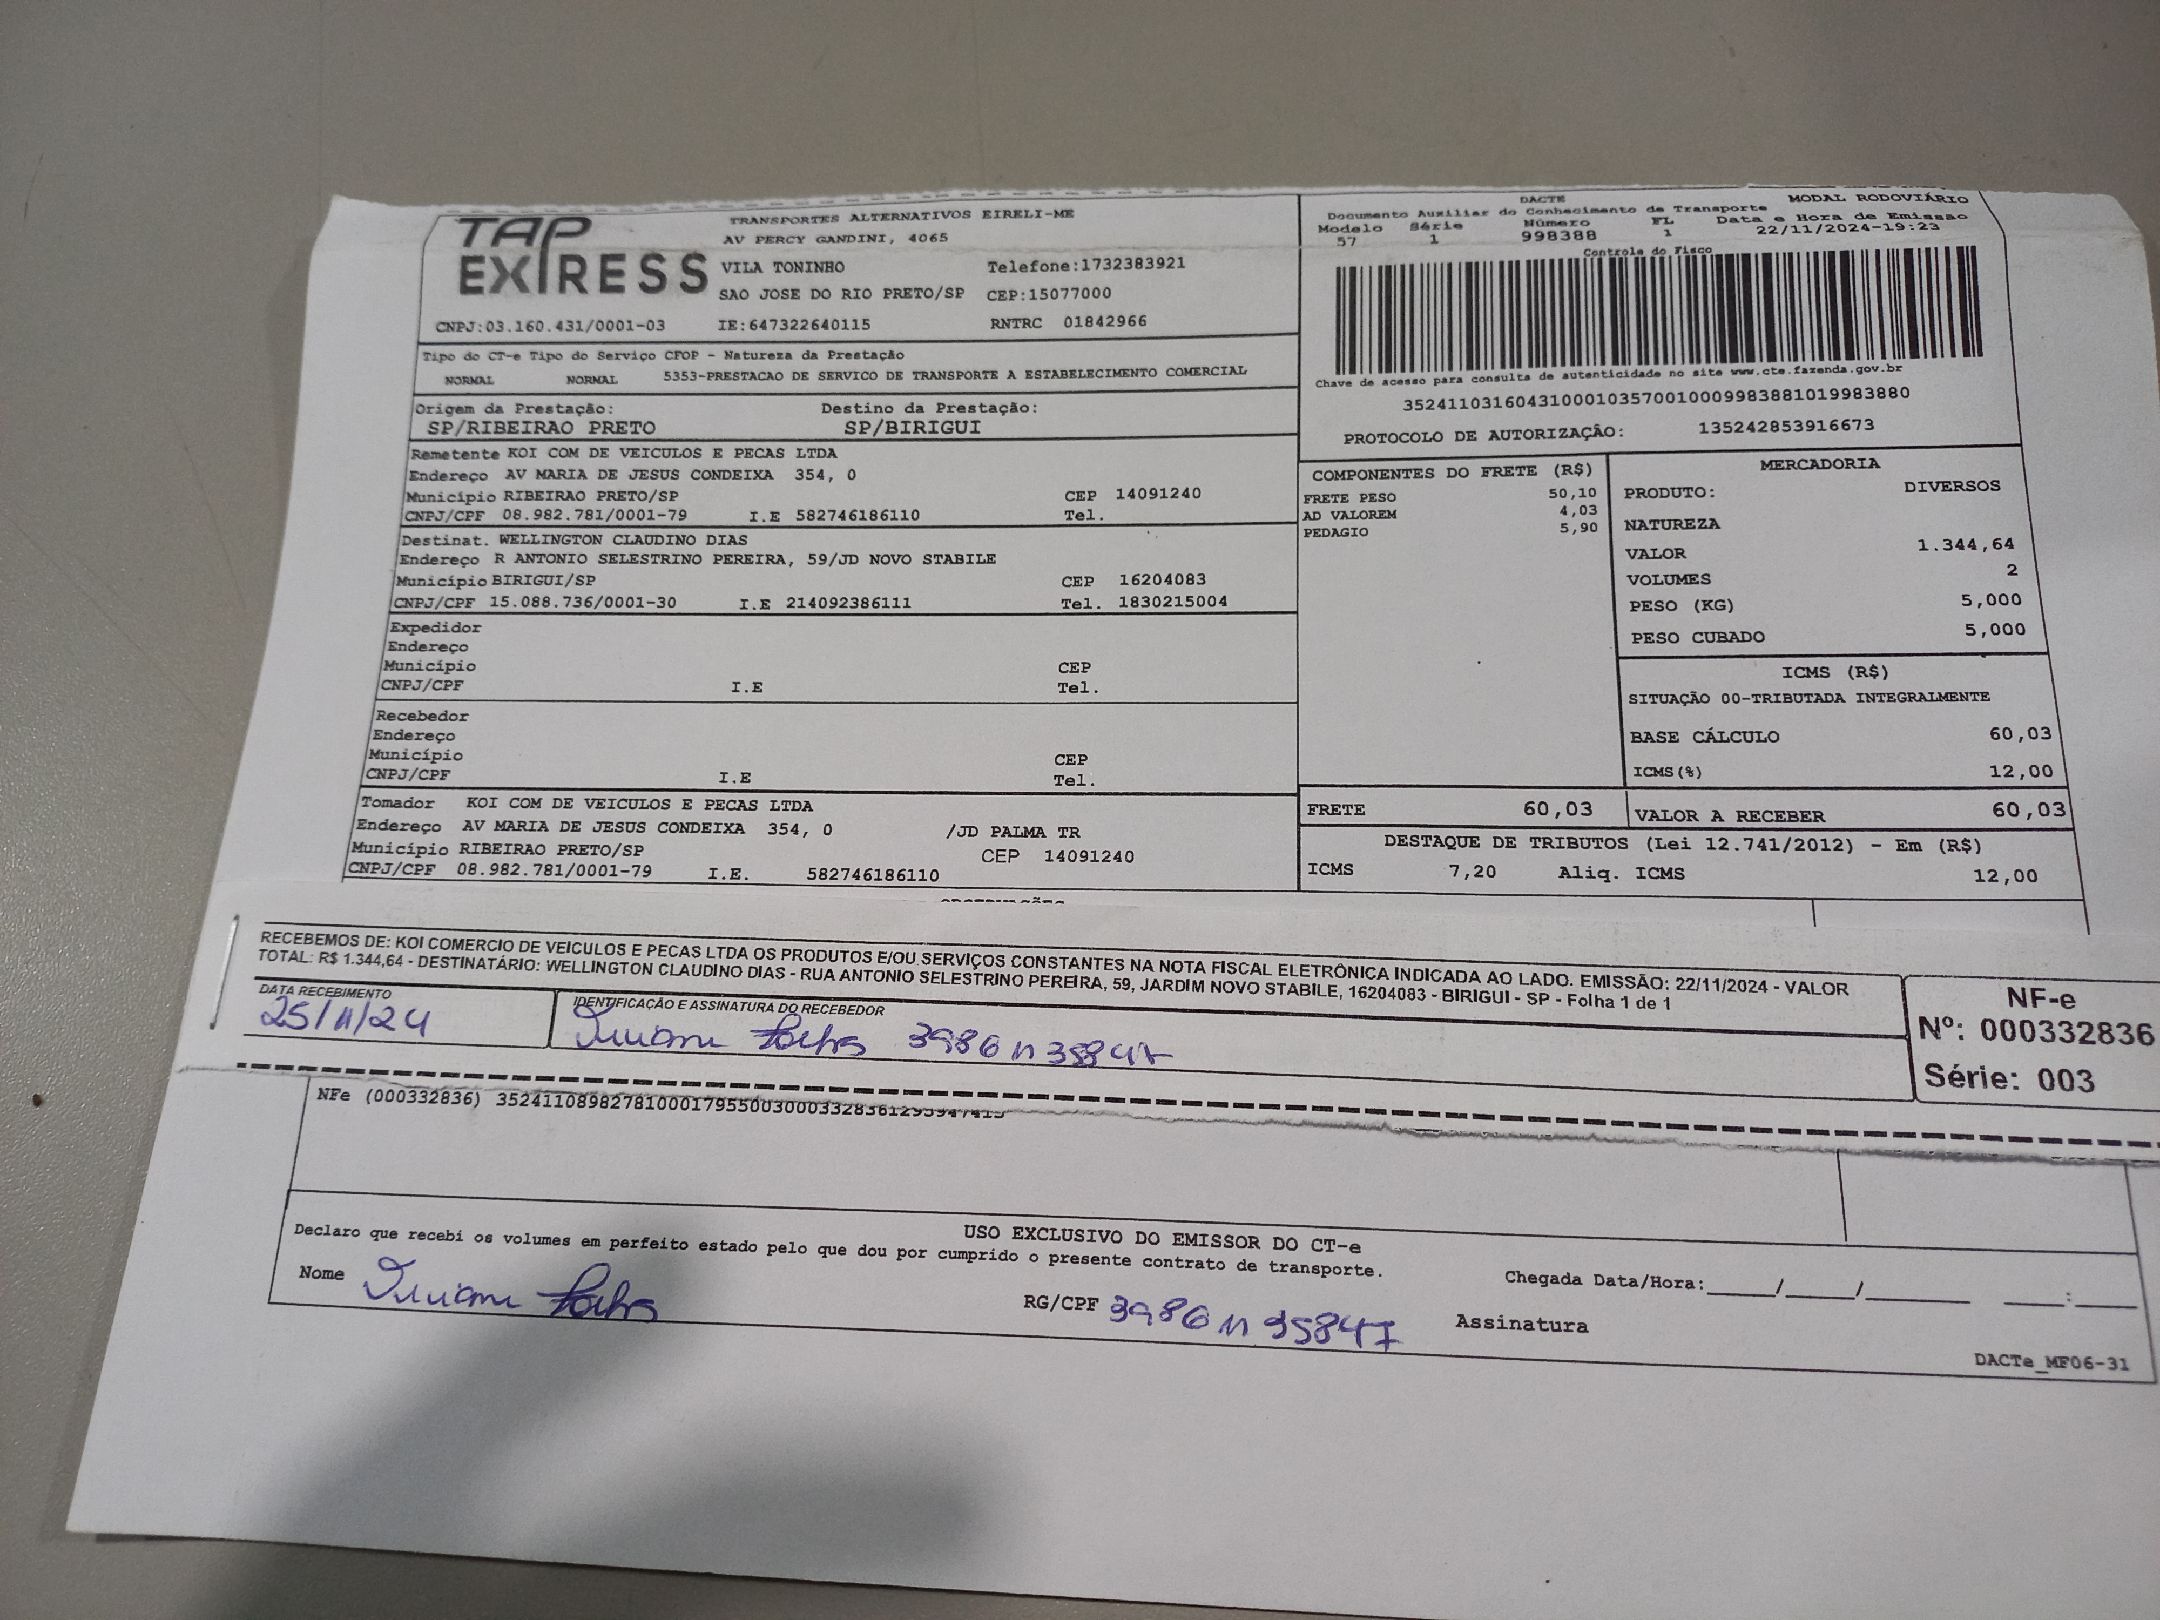 TAP EXPRESS
TRANSPORTES ALTERNATIVOS EIRELI-ME
AV PERCY GANDINI, 4065
VILA TONINHO Telefone:1732383921
SAO JOSE DO RIO PRETO/SP CEP:15077000
CNPJ:03.160.431/0001-03 IE:647322640115 RNTRC 01842966
DACTE MODAL RODOVIÁRIO
Documento Auxiliar do Conhecimento de Transporte
Modelo Série Número FL Data e Hora de Emissao
57 1 998388 1 22/11/2024-19:23
Controle do Fisco
Chave de acesso para consulta de autenticidade no site www.cte.fazenda.gov.br
35241103160431000103570010009983881019983880
PROTOCOLO DE AUTORIZAÇÃO: 135242853916673
Tipo do CT-e Tipo do Serviço CFOP - Natureza da Prestação
NORMAL NORMAL 5353-PRESTACAO DE SERVICO DE TRANSPORTE A ESTABELECIMENTO COMERCIAL
Origem da Prestação: Destino da Prestação:
SP/RIBEIRAO PRETO SP/BIRIGUI
Remetente KOI COM DE VEICULOS E PECAS LTDA
Endereço AV MARIA DE JESUS CONDEIXA 354, 0
Município RIBEIRAO PRETO/SP CEP 14091240
CNPJ/CPF 08.982.781/0001-79 I.E 582746186110 Tel.
Destinat. WELLINGTON CLAUDINO DIAS
Endereço R ANTONIO SELESTRINO PEREIRA, 59/JD NOVO STABILE
Município BIRIGUI/SP CEP 16204083
CNPJ/CPF 15.088.736/0001-30 I.E 214092386111 Tel. 1830215004
Expedidor
Endereço
Município CEP
CNPJ/CPF I.E Tel.
Recebedor
Endereço
Município CEP
CNPJ/CPF I.E Tel.
Tomador KOI COM DE VEICULOS E PECAS LTDA
Endereço AV MARIA DE JESUS CONDEIXA 354, 0 /JD PALMA TR
Município RIBEIRAO PRETO/SP CEP 14091240
CNPJ/CPF 08.982.781/0001-79 I.E. 582746186110
COMPONENTES DO FRETE (R$)
FRETE PESO 50,10
AD VALOREM 4,03
PEDAGIO 5,90
MERCADORIA
PRODUTO: DIVERSOS
NATUREZA
VALOR 1.344,64
VOLUMES 2
PESO (KG) 5,000
PESO CUBADO 5,000
ICMS (R$)
SITUAÇÃO 00-TRIBUTADA INTEGRALMENTE
BASE CÁLCULO 60,03
ICMS(%) 12,00
FRETE 60,03 VALOR A RECEBER 60,03
DESTAQUE DE TRIBUTOS (Lei 12.741/2012) - Em (R$)
ICMS 7,20 Aliq. ICMS 12,00
RECEBEMOS DE: KOI COMERCIO DE VEICULOS E PECAS LTDA OS PRODUTOS E/OU SERVIÇOS CONSTANTES NA NOTA FISCAL ELETRÔNICA INDICADA AO LADO. EMISSÃO: 22/11/2024 - VALOR
TOTAL: R$ 1.344,64 - DESTINATÁRIO: WELLINGTON CLAUDINO DIAS - RUA ANTONIO SELESTRINO PEREIRA, 59, JARDIM NOVO STABILE, 16204083 - BIRIGUI - SP - Folha 1 de 1
DATA RECEBIMENTO IDENTIFICAÇÃO E ASSINATURA DO RECEBEDOR
25/11/24
NF-e
Nº: 000332836
Série: 003
NFe (000332836)
USO EXCLUSIVO DO EMISSOR DO CT-e
Declaro que recebi os volumes em perfeito estado pelo que dou por cumprido o presente contrato de transporte.
Nome RG/CPF Assinatura
Chegada Data/Hora:_____/_____/_______ ____:____
DACTe_MF06-31